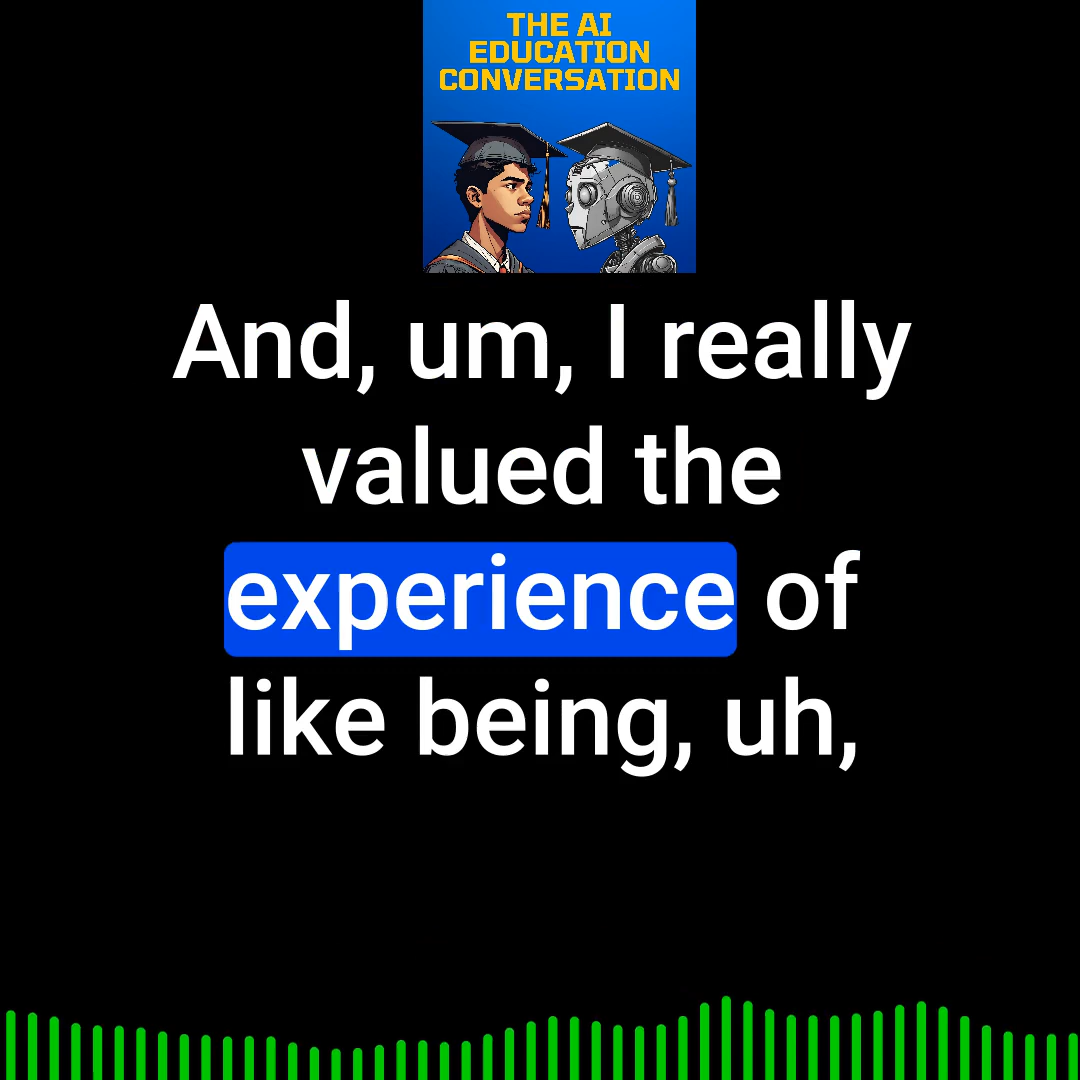 THE AI
EDUCATION
CONVERSATION
And, um, I really
valued the
experience of
like being, uh,